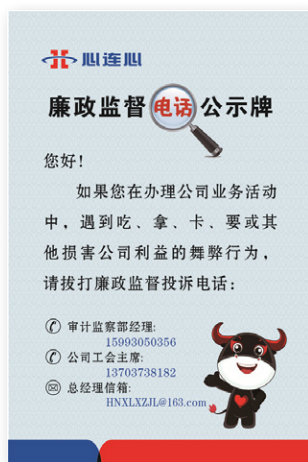 心连心
廉政监督电话公示牌
您好!
如果您在办理公司业务活动
中，遇到吃、拿、卡、要或其
他损害公司利益的舞弊行为，
请拔打廉政监督投诉电话：
审计监察部经理:
15993050356
公司工会主席:
13703738182
总经理信箱:
HNXLXZJL@163.com